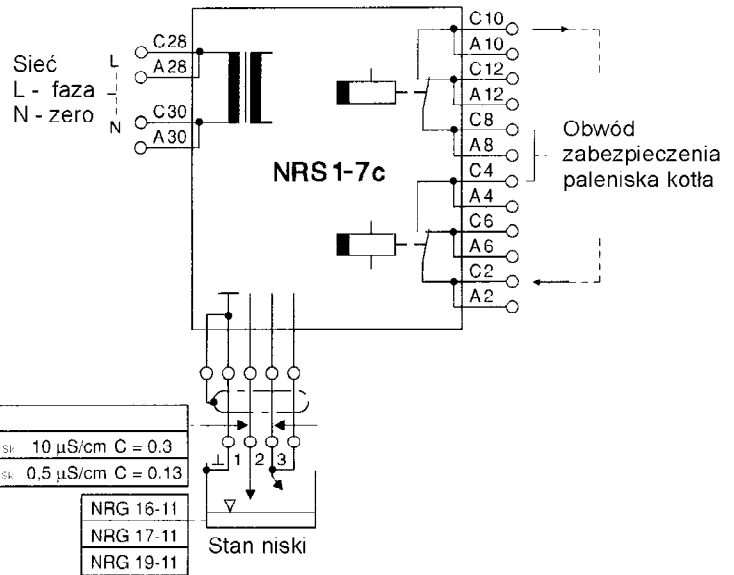 Sieć
L - faza
N - zero
L
N
C28
A28
C30
A30
NRS1-7c
C10
A10
C12
A12
C8
A8
C4
A4
C6
A6
C2
A2
Obwód
zabezpieczenia
paleniska kotła
10 µS/cm C = 0.3
0,5 µS/cm C = 0.13
⊥ 1 2 3
NRG 16-11
NRG 17-11
NRG 19-11
Stan niski